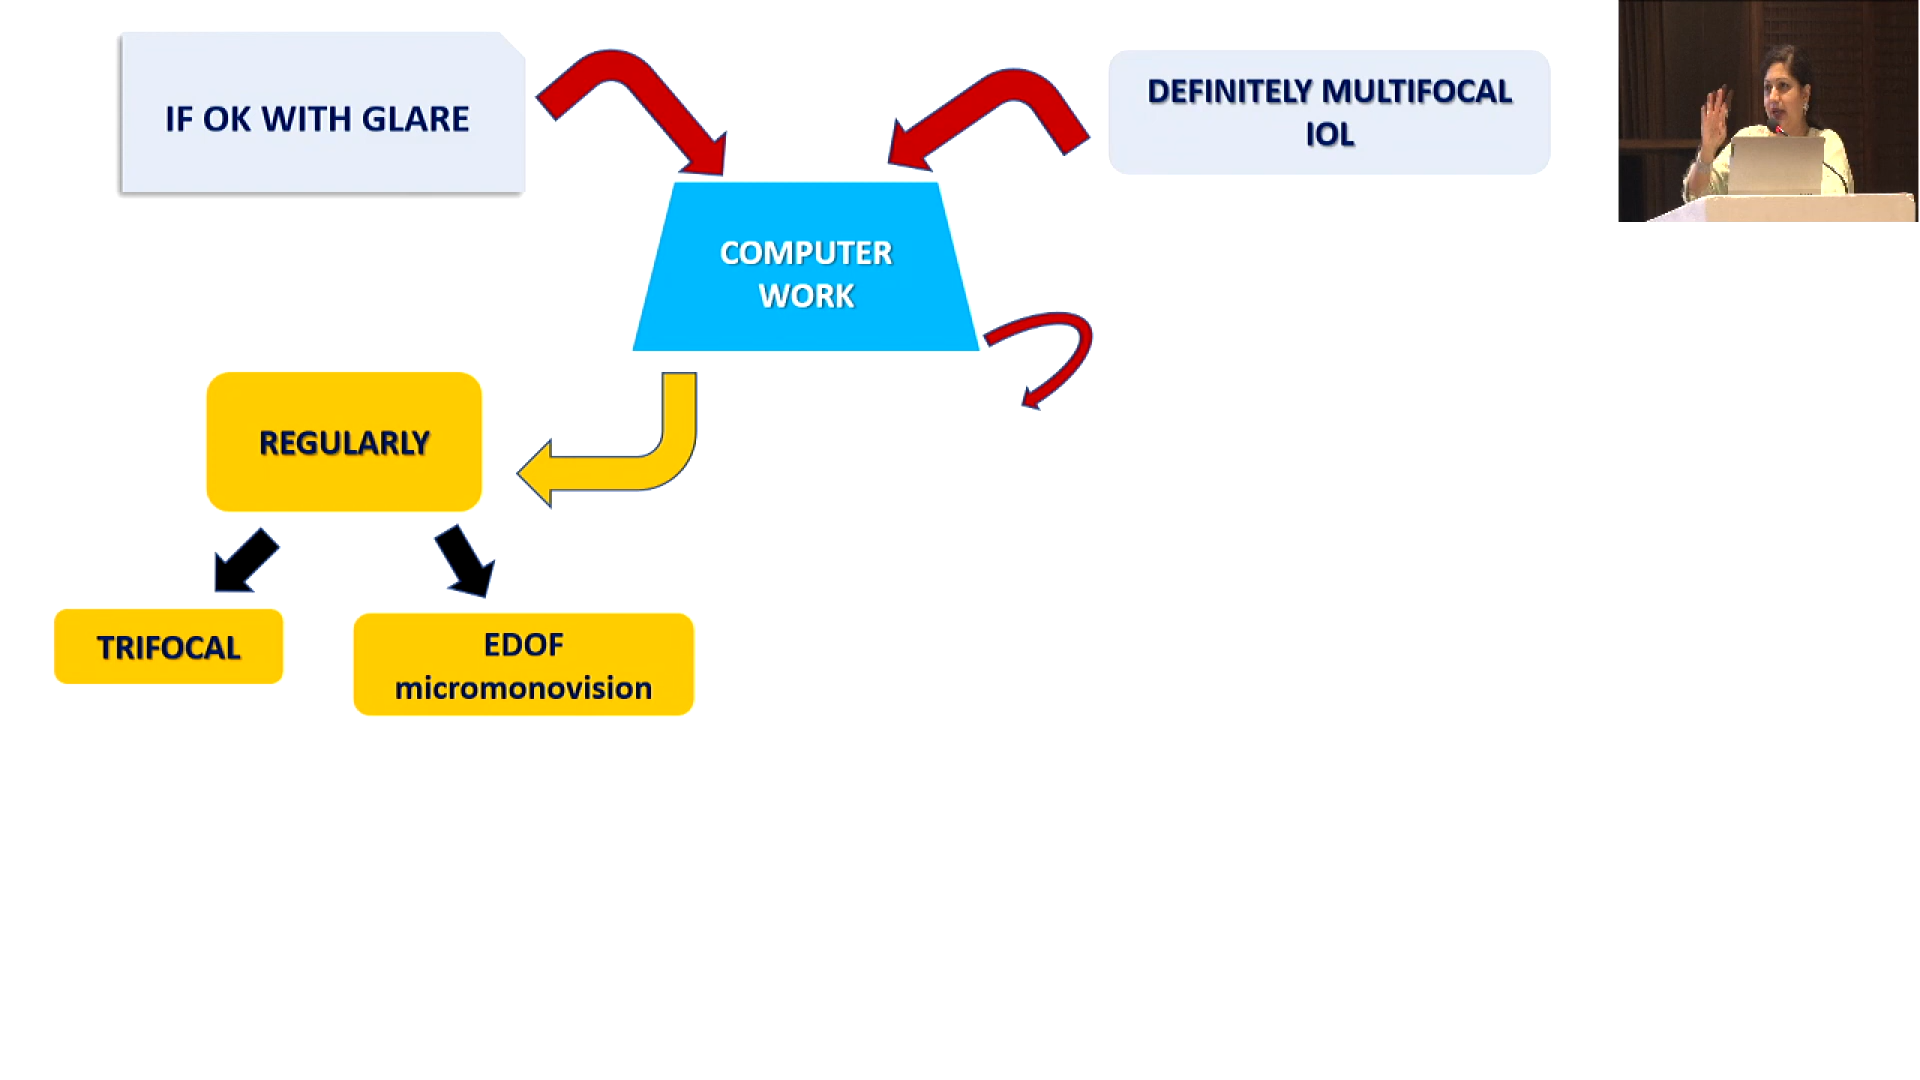 IF OK WITH GLARE
DEFINITELY MULTIFOCAL
IOL
COMPUTER
WORK
REGULARLY
TRIFOCAL
EDOF
micromonovision